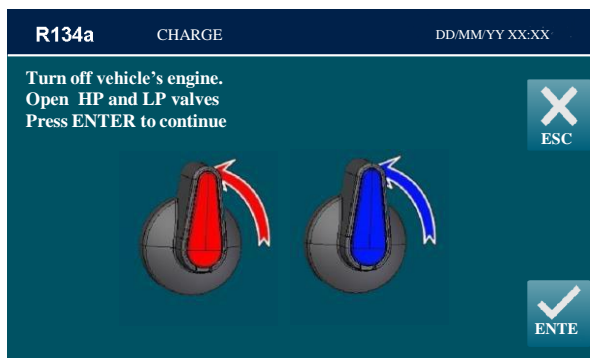 R134a CHARGE DD/MM/YY XX:XX
Turn off vehicle's engine.
Open HP and LP valves
Press ENTER to continue
ESC
ENTE